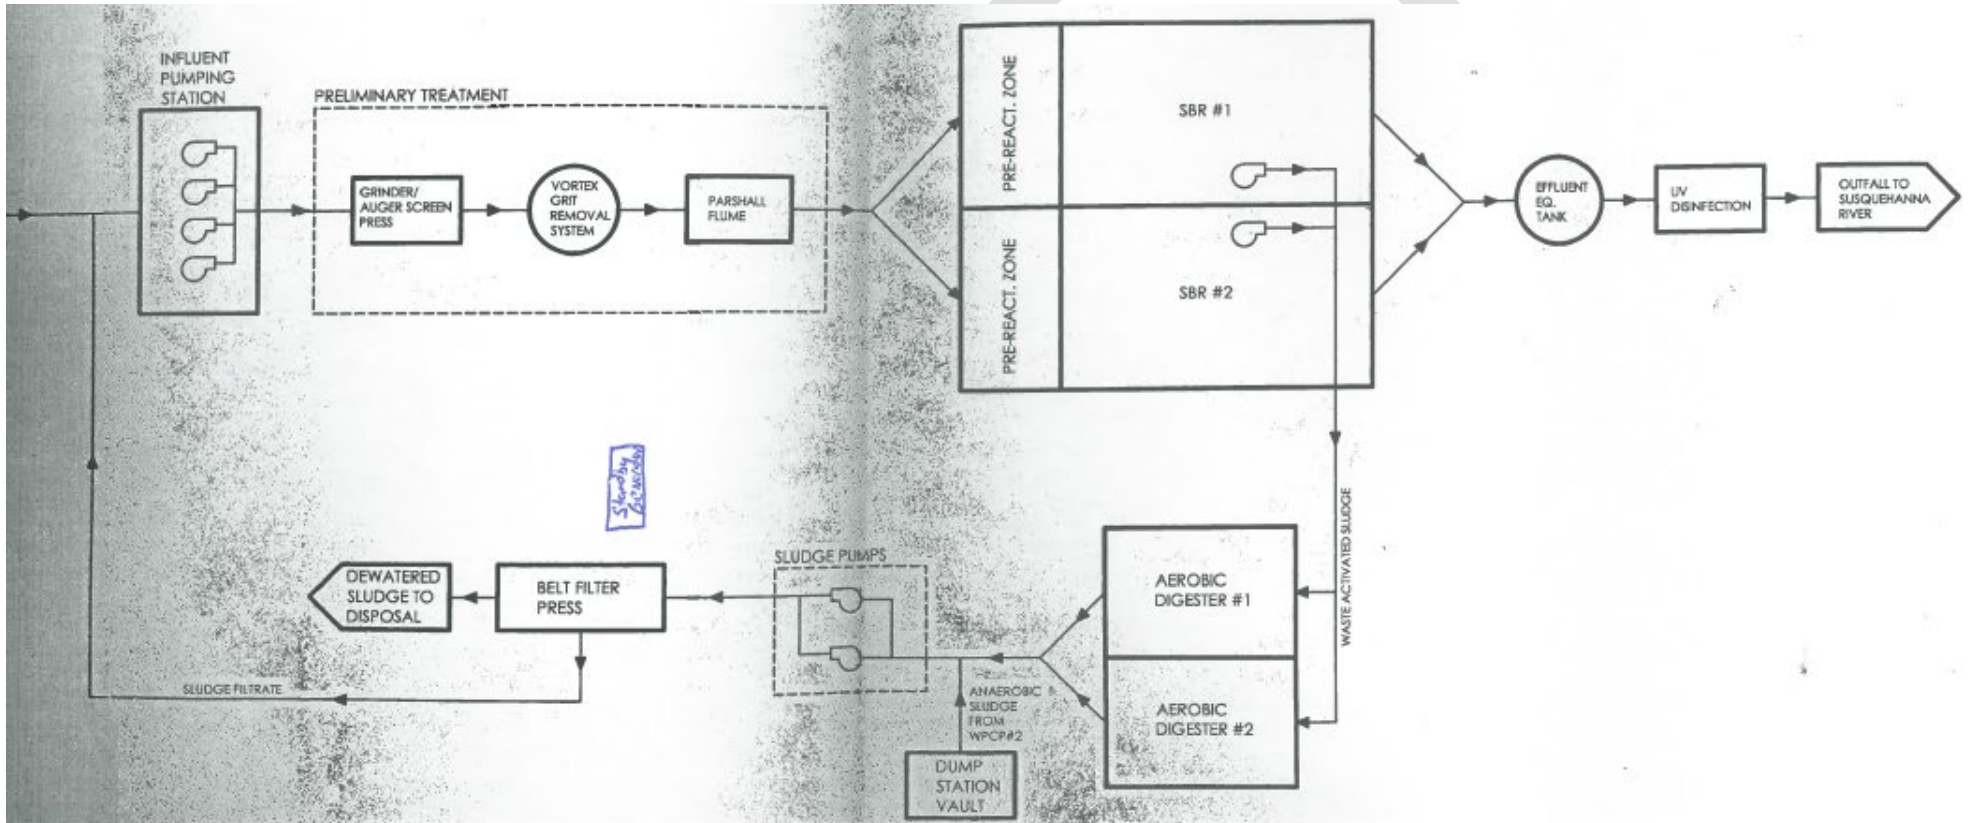 INFLUENT
PUMPING
STATION
PRELIMINARY TREATMENT
GRINDER/
AUGER SCREEN
PRESS
VORTEX
GRIT
REMOVAL
SYSTEM
PARSHALL
FLUME
PRE-REACT. ZONE
SBR #1
PRE-REACT. ZONE
SBR #2
EFFLUENT
EQ.
TANK
UV
DISINFECTION
OUTFALL TO
SUSQUEHANNA
RIVER
WASTE ACTIVATED SLUDGE
AEROBIC
DIGESTER #1
AEROBIC
DIGESTER #2
ANAEROBIC
SLUDGE
FROM
WPCP#2
DUMP
STATION
VAULT
SLUDGE PUMPS
BELT FILTER
PRESS
DEWATERED
SLUDGE TO
DISPOSAL
SLUDGE FILTRATE
Standby